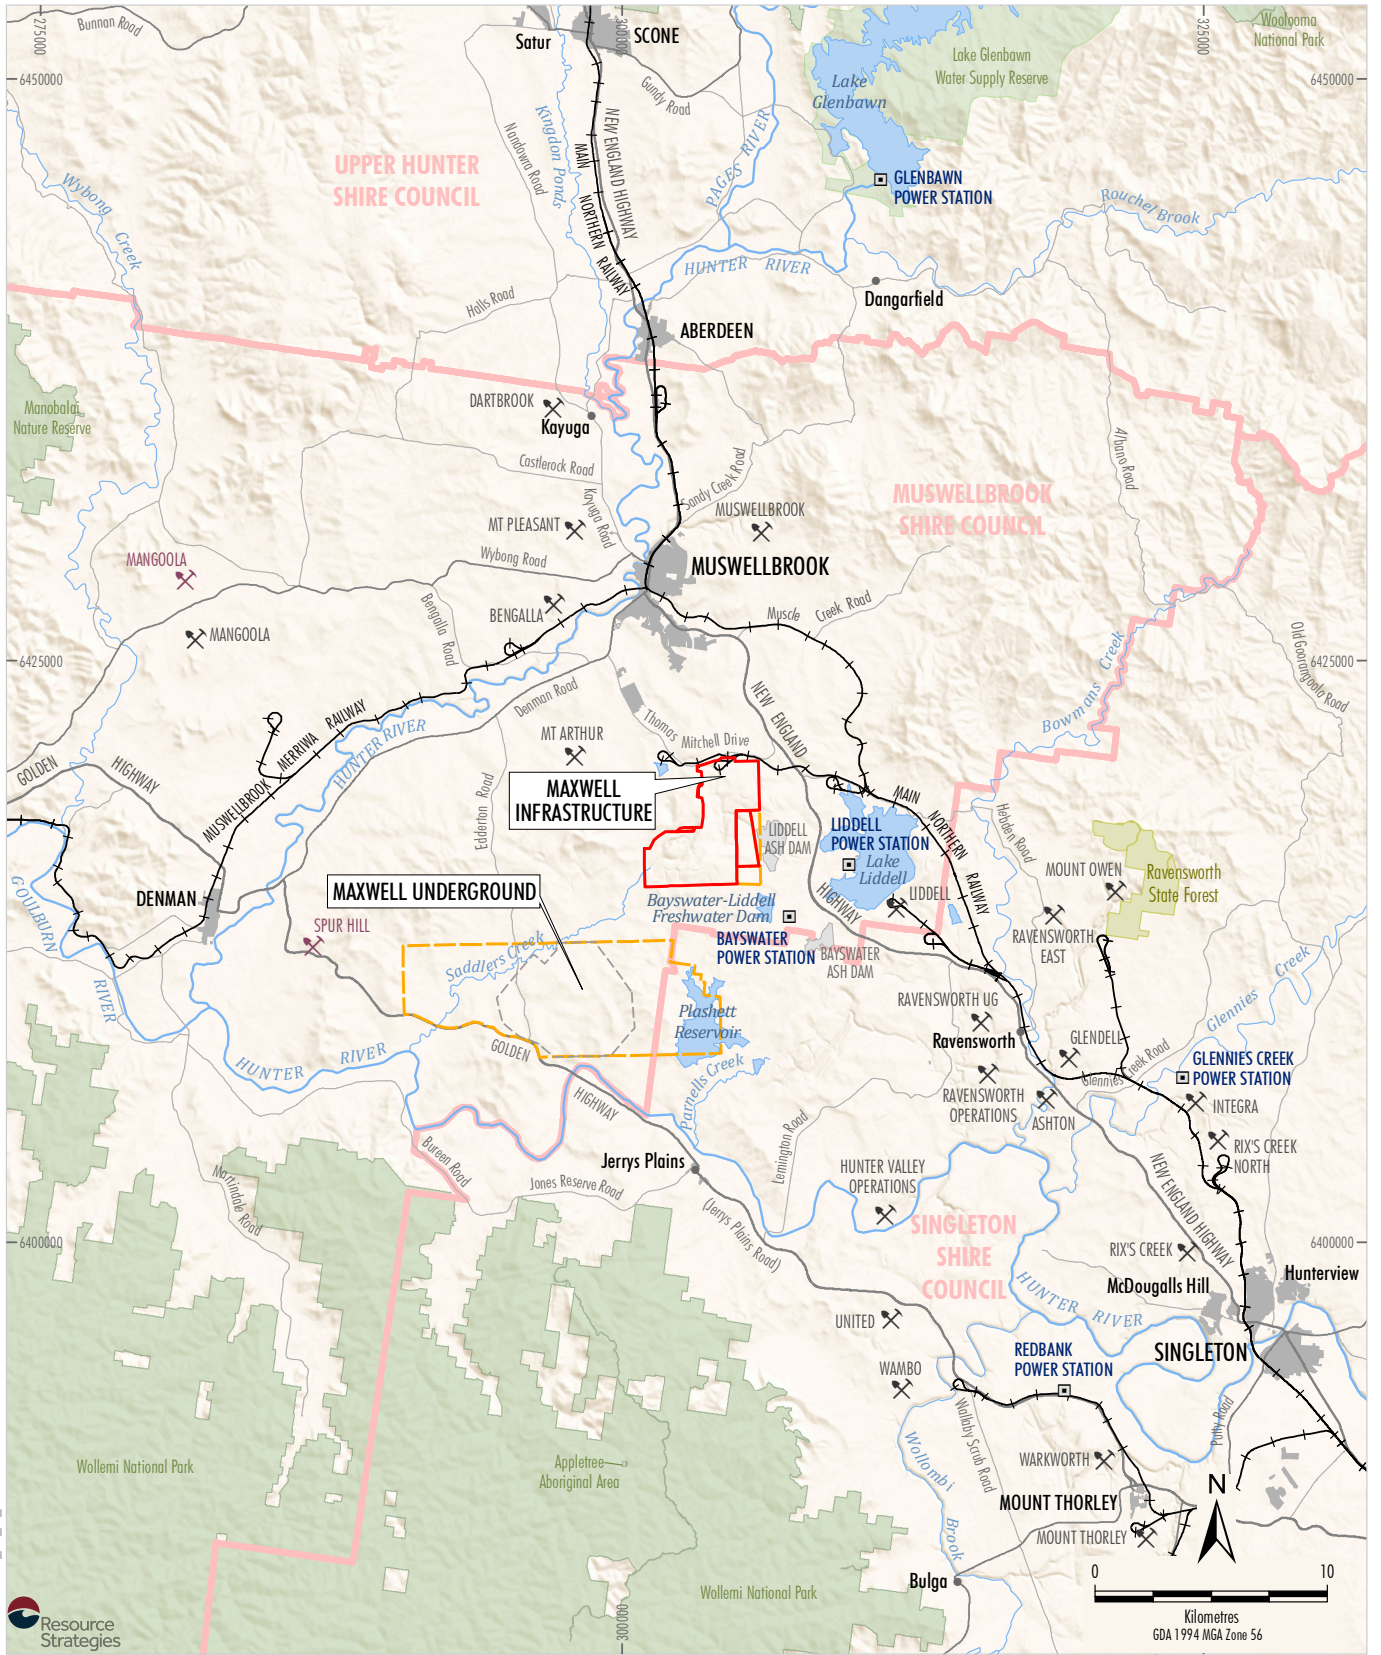 Bunnan Road
275000
Satur
SCONE
300000
325000
Woolooma
National Park
6450000
Gundy Road
Lake
Glenbawn
Lake Glenbawn
Water Supply Reserve
6450000
Kingdon Ponds
Nandowra Road
MAIN
NORTHERN
RAILWAY
NEW ENGLAND HIGHWAY
PAGES RIVER
UPPER HUNTER
SHIRE COUNCIL
GLENBAWN
POWER STATION
Wybong
Creek
Rouchel Brook
HUNTER RIVER
Dangarfield
Halls Road
ABERDEEN
Manobalai
Nature Reserve
DARTBROOK
Kayuga
Castlerock Road
Kayuga Road
Sandy Creek Road
Albano Road
MUSWELLBROOK
SHIRE COUNCIL
MT PLEASANT
MUSWELLBROOK
MANGOOLA
Wybong Road
MUSWELLBROOK
MANGOOLA
Bengalla Road
BENGALLA
Muscle
Creek Road
Old Goorangoola Road
6425000
6425000
Bowmans Creek
Denman Road
NEW ENGLAND
HIGHWAY
Thomas
Mitchell Drive
MT ARTHUR
GOLDEN
HIGHWAY
MUSWELLBROOK
MERRIWA
RAILWAY
HUNTER RIVER
Edderton Road
MAXWELL
INFRASTRUCTURE
LIDDELL
ASH DAM
LIDDELL
POWER STATION
Lake
Liddell
MAIN
NORTHERN
RAILWAY
Hebden Road
MOUNT OWEN
Ravensworth
State Forest
LIDDELL
DENMAN
MAXWELL UNDERGROUND
Bayswater-Liddell
Freshwater Dam
GOULBURN
RIVER
SPUR HILL
BAYSWATER
POWER STATION
BAYSWATER
ASH DAM
RAVENSWORTH
EAST
Saddlers Creek
Glennies Creek
Plashett
Reservoir
RAVENSWORTH UG
Ravensworth
GLENDELL
HUNTER
RIVER
GOLDEN
HIGHWAY
Parnells Creek
Glennies Creek Road
GLENNIES CREEK
POWER STATION
RAVENSWORTH
OPERATIONS
ASHTON
INTEGRA
RIX'S CREEK
NORTH
Bureen Road
Martindale Road
Jerrys Plains
Jones Reserve Road
(Jerrys Plains Road)
Lemington Road
HUNTER VALLEY
OPERATIONS
NEW ENGLAND HIGHWAY
SINGLETON
SHIRE
COUNCIL
6400000
6400000
RIX'S CREEK
McDougalls Hill
Hunterview
HUNTER RIVER
UNITED
REDBANK
POWER STATION
SINGLETON
WAMBO
Wallaby Scrub Road
Wollombi
Brook
Putty Road
Wollemi National Park
Appletree
Aboriginal Area
WARKWORTH
MOUNT THORLEY
MOUNT THORLEY
N
Bulga
Wollemi National Park
0
10
Kilometres
GDA 1994 MGA Zone 56
300000
Resource
Strategies